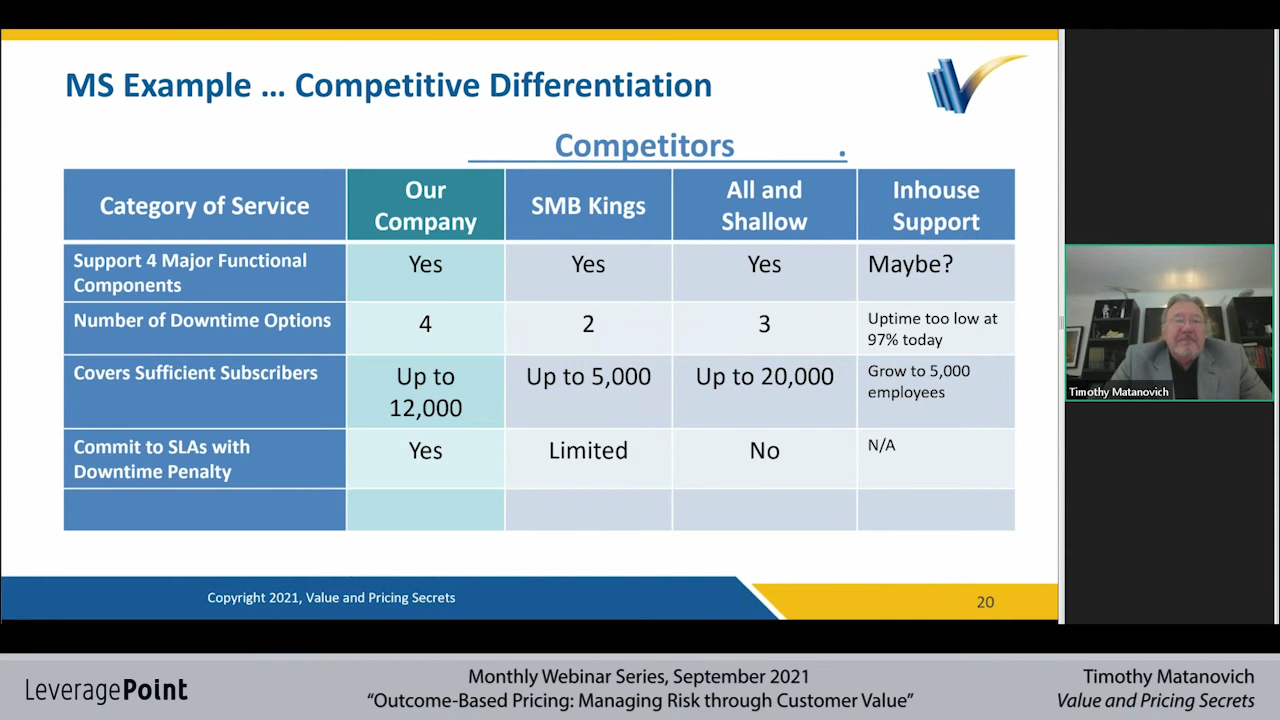 MS Example … Competitive Differentiation
Competitors .
Category of Service
Our
Company
SMB Kings
All and
Shallow
Inhouse
Support
Support 4 Major Functional
Components
Yes
Yes
Yes
Maybe?
Number of Downtime Options
4
2
3
Uptime too low at
97% today
Covers Sufficient Subscribers
Up to
12,000
Up to 5,000
Up to 20,000
Grow to 5,000
employees
Commit to SLAs with
Downtime Penalty
Yes
Limited
No
N/A
Timothy Matanovich
Copyright 2021, Value and Pricing Secrets
20
LeveragePoint
Monthly Webinar Series, September 2021
“Outcome-Based Pricing: Managing Risk through Customer Value”
Timothy Matanovich
Value and Pricing Secrets